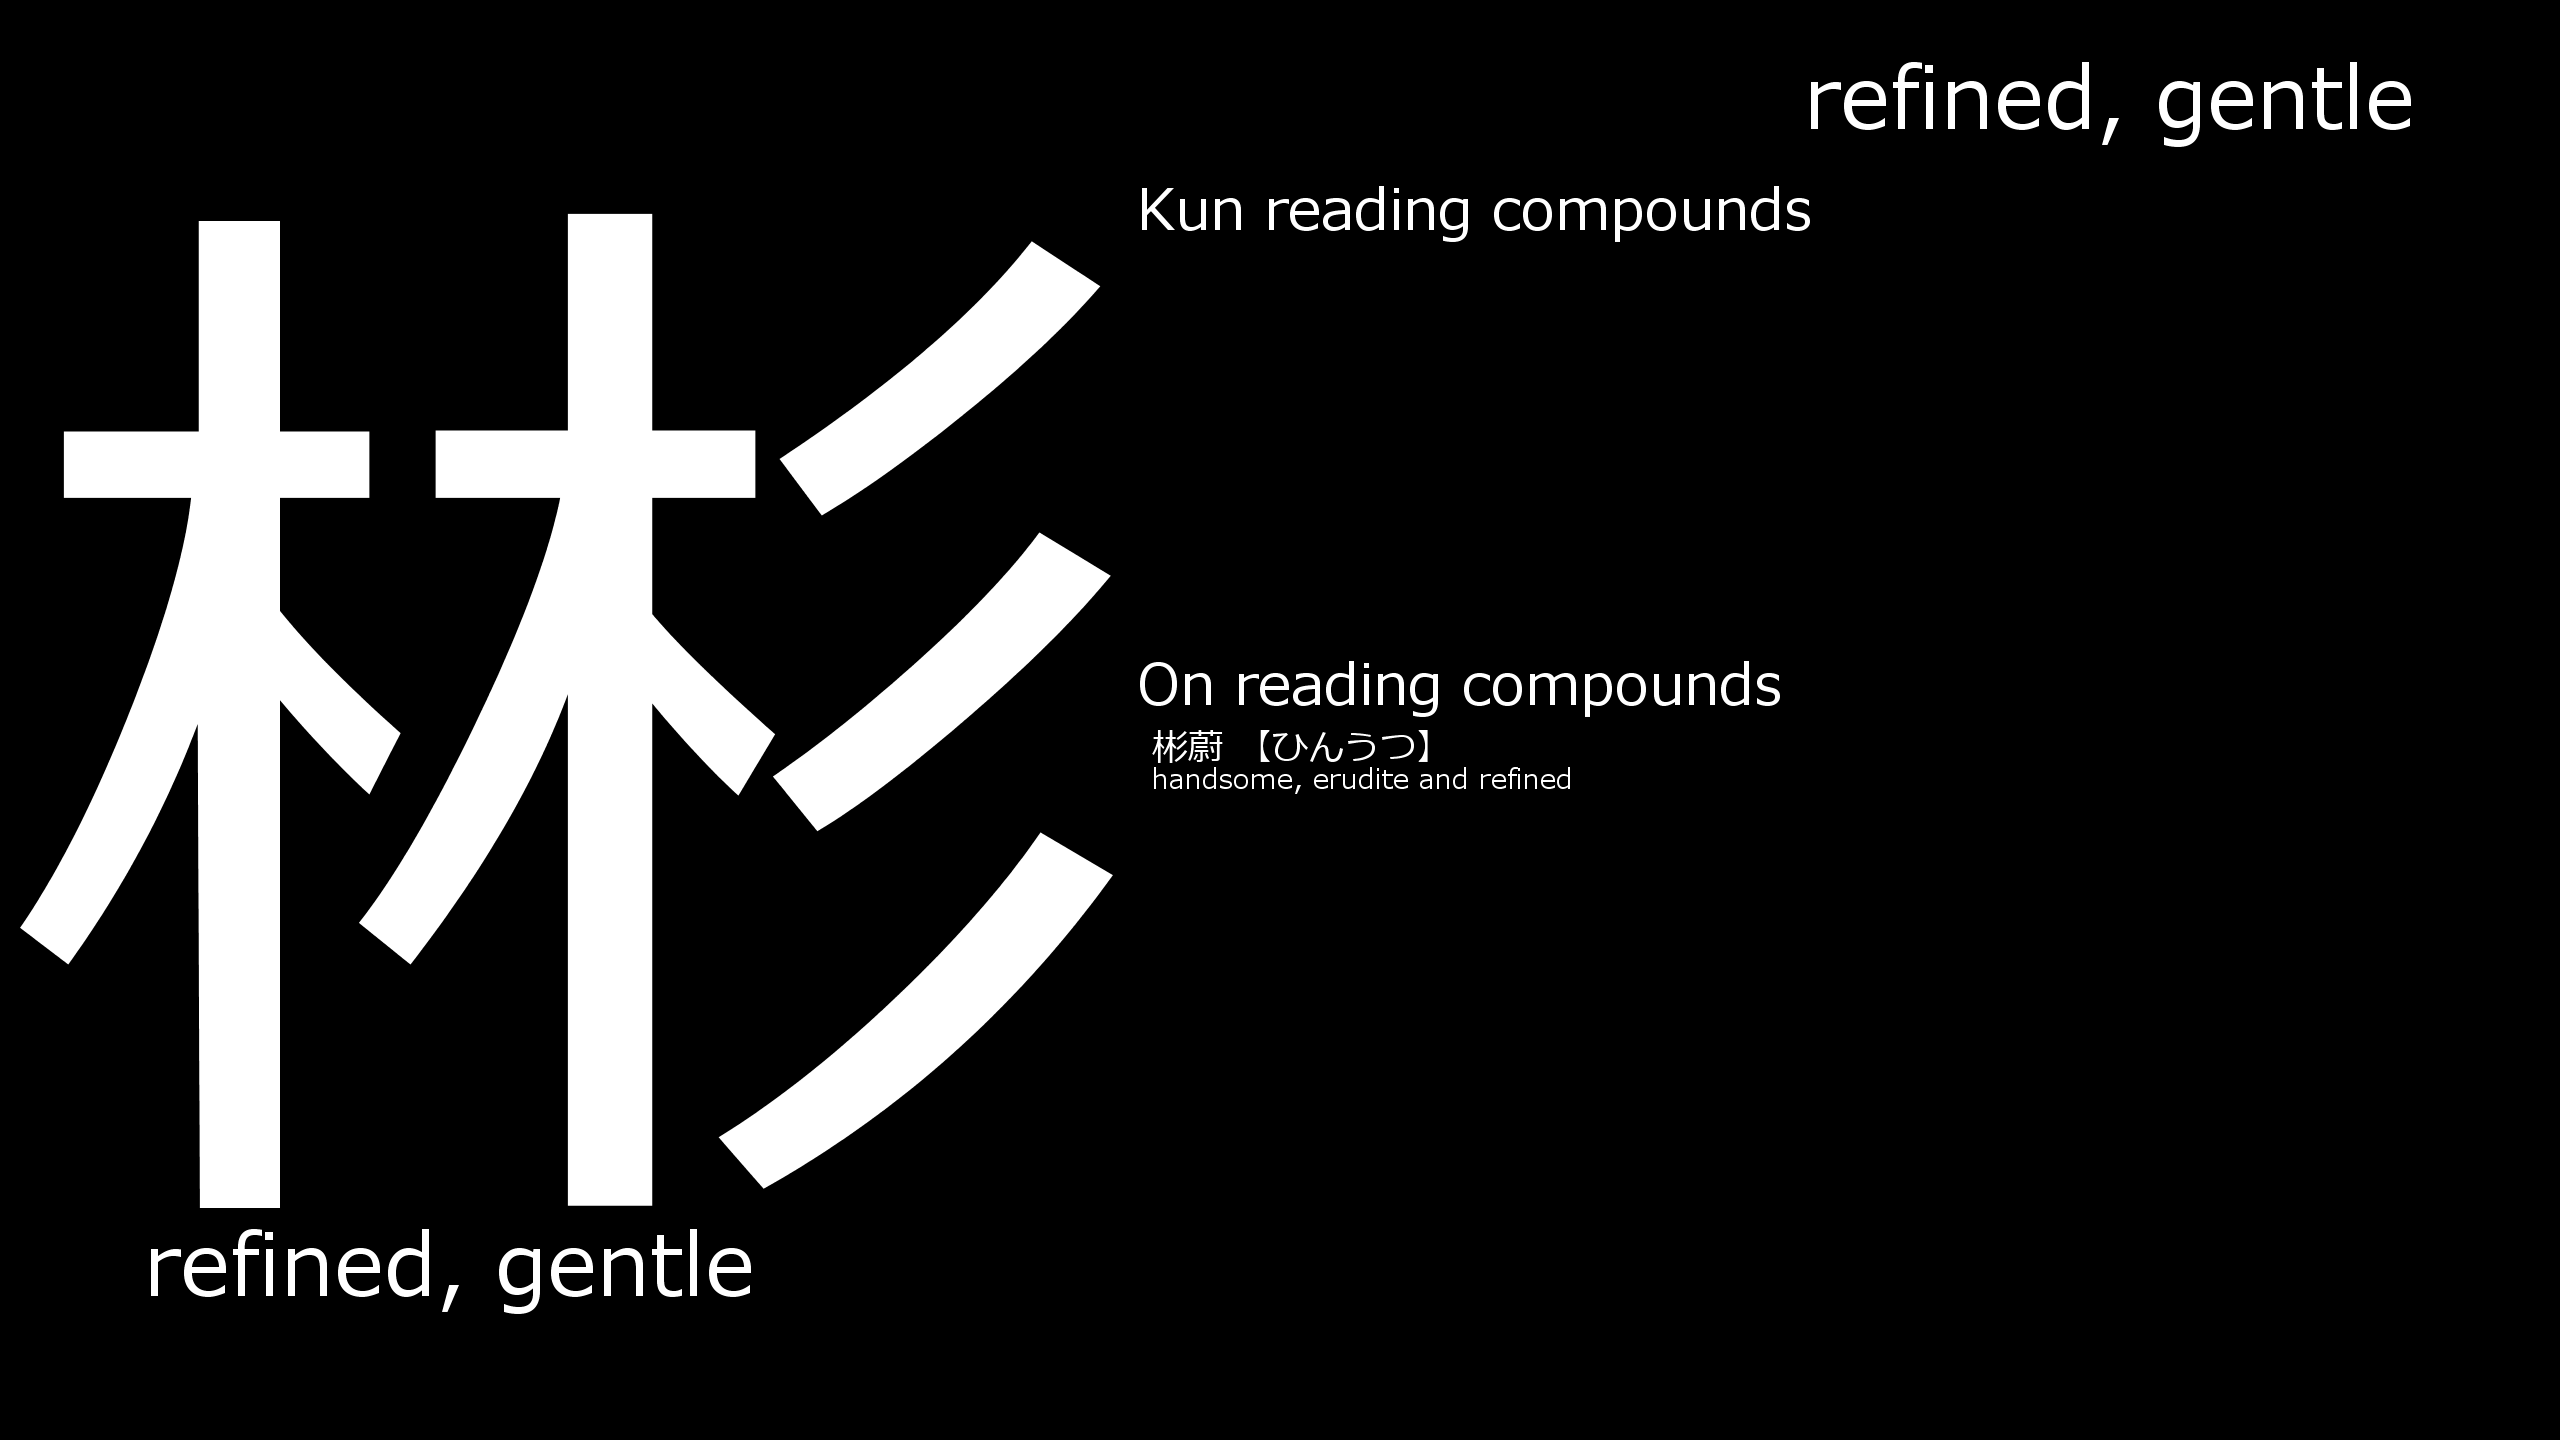 refined, gentle
Kun reading compounds
彬
On reading compounds
彬蔚 【ひんうつ】
handsome, erudite and refined
refined, gentle